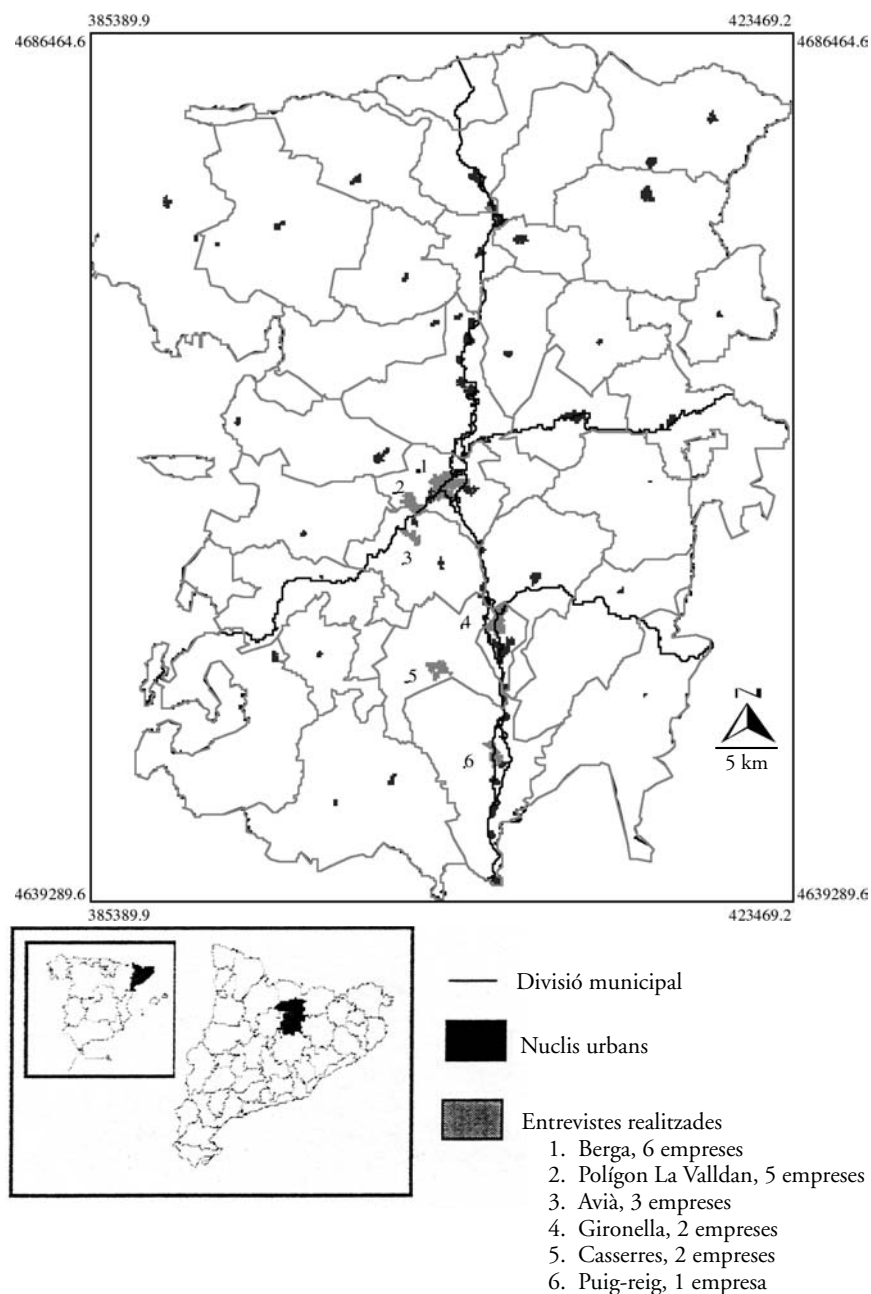 385389.9 423469.2
4686464.6 4686464.6
1
2
3
4
5
6
N
5 km
4639289.6 4639289.6
385389.9 423469.2
Divisió municipal
Nuclis urbans
Entrevistes realitzades
1. Berga, 6 empreses
2. Polígon La Valldan, 5 empreses
3. Avià, 3 empreses
4. Gironella, 2 empreses
5. Casserres, 2 empreses
6. Puig-reig, 1 empresa